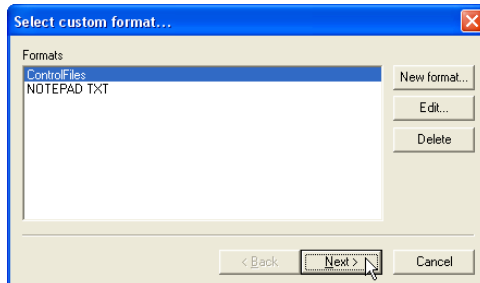 Select custom format...
Formats
ControlFiles
NOTEPAD TXT
New format...
Edit...
Delete
< Back
Next >
Cancel